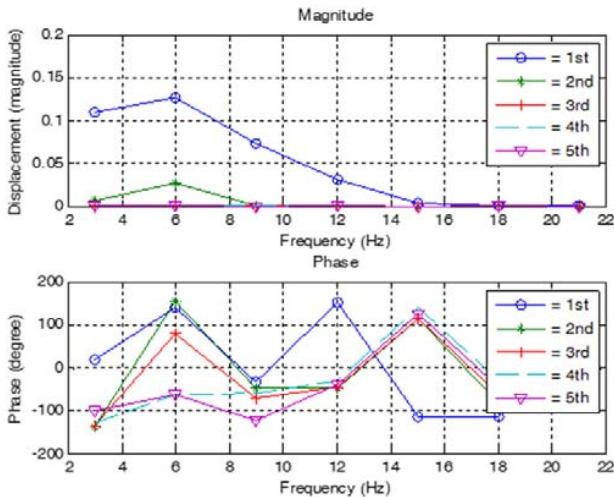 Magnitude
0.2
0.15
0.1
0.05
0
Displacement (magnitude)
= 1st
= 2nd
= 3rd
= 4th
= 5th
2 4 6 8 10 12 14 16 18 20 22
Frequency (Hz)
Phase
200
100
0
-100
-200
Phase (degree)
= 1st
= 2nd
= 3rd
= 4th
= 5th
2 4 6 8 10 12 14 16 18 20 22
Frequency (Hz)